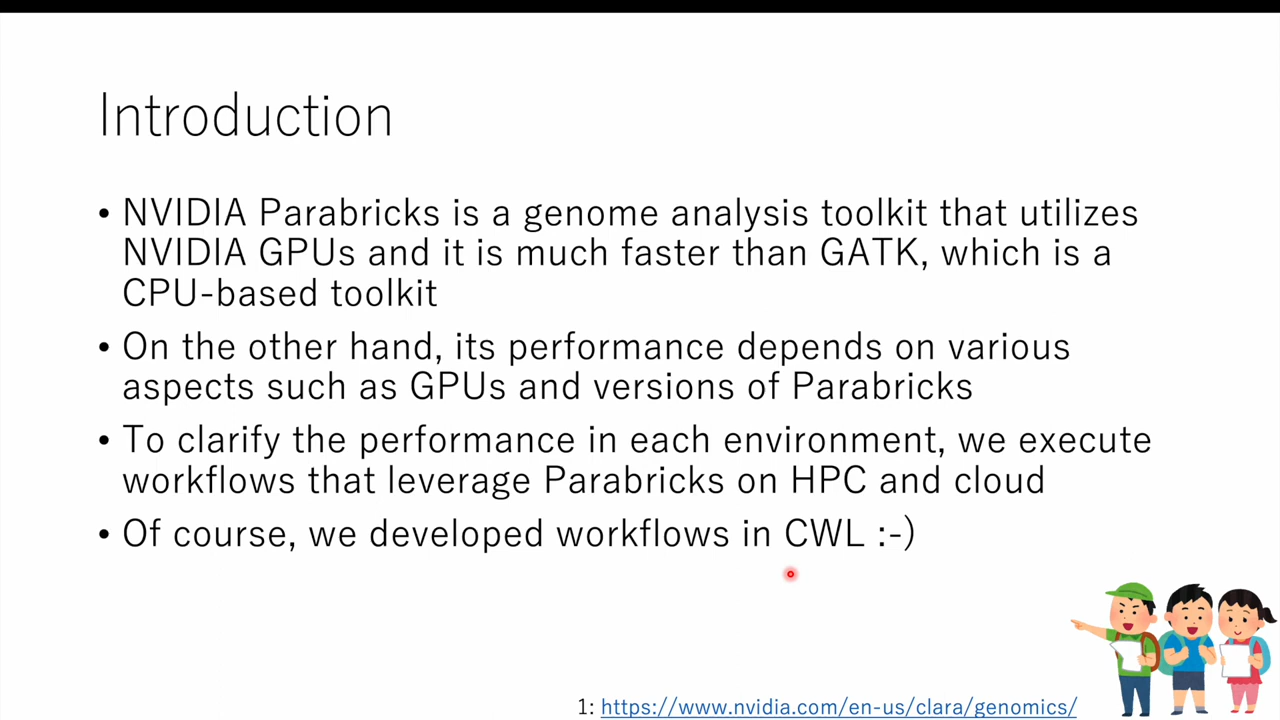 Introduction
• NVIDIA Parabricks is a genome analysis toolkit that utilizes
NVIDIA GPUs and it is much faster than GATK, which is a
CPU-based toolkit
• On the other hand, its performance depends on various
aspects such as GPUs and versions of Parabricks
• To clarify the performance in each environment, we execute
workflows that leverage Parabricks on HPC and cloud
• Of course, we developed workflows in CWL :-)
1: https://www.nvidia.com/en-us/clara/genomics/